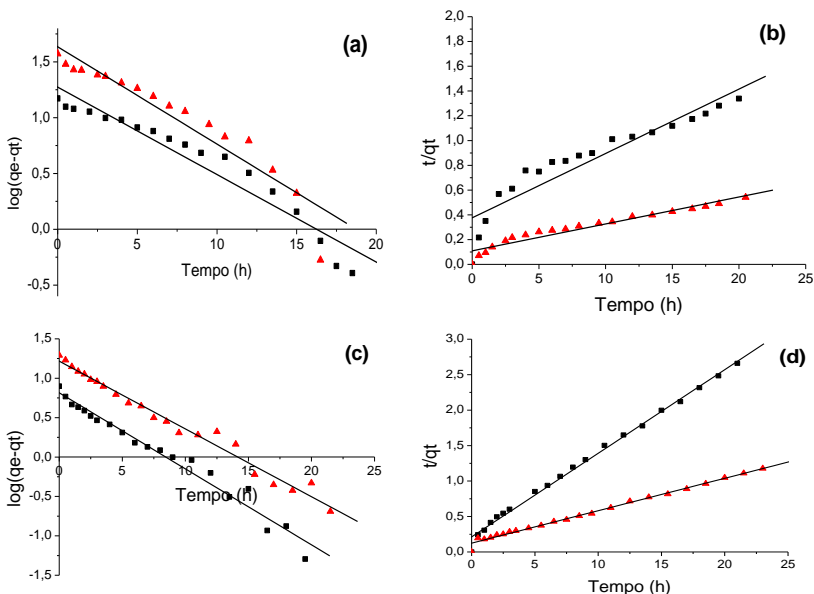 (a)
log(qe-qt)
1,5
1,0
0,5
0,0
-0,5
0 5 10 15 20
Tempo (h)
(b)
t/qt
2,0
1,8
1,6
1,4
1,2
1,0
0,8
0,6
0,4
0,2
0,0
0 5 10 15 20 25
Tempo (h)
(c)
log(qe-qt)
1,5
1,0
0,5
0,0
-0,5
-1,0
-1,5
0 5 10 15 20 25
Tempo (h)
(d)
t/qt
3,0
2,5
2,0
1,5
1,0
0,5
0,0
0 5 10 15 20 25
Tempo (h)